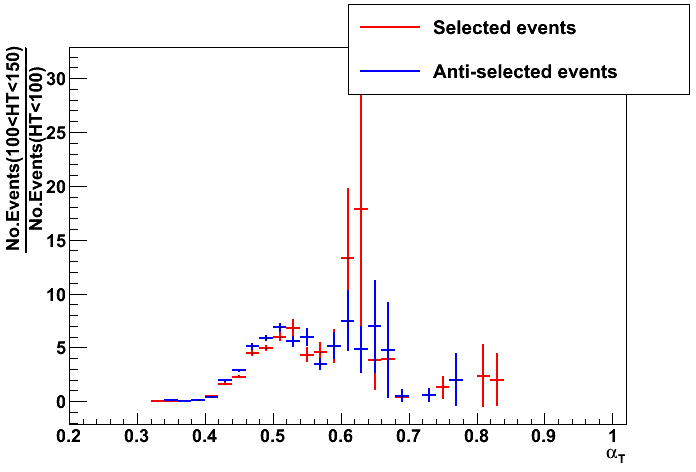 Selected events
Anti-selected events
No.Events(100<HT<150)
No.Events(HT<100)
30
25
20
15
10
5
0
0.2 0.3 0.4 0.5 0.6 0.7 0.8 0.9 1
αT